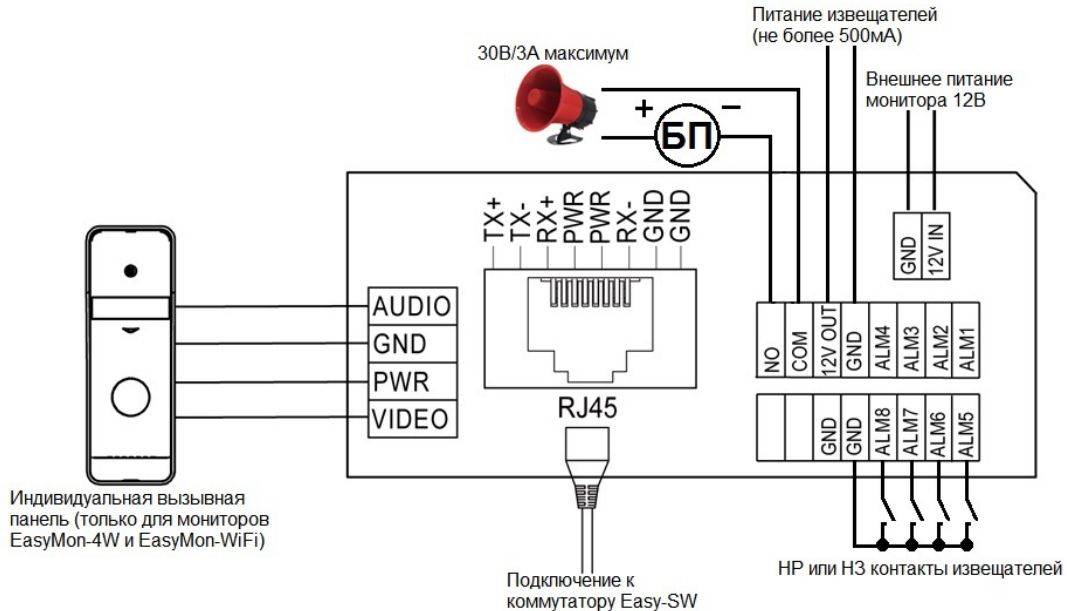 Питание извещателей
(не более 500мА)
30В/3А максимум
Внешнее питание
монитора 12В
+
БП
−
TX+
TX-
RX+
PWR
PWR
RX-
GND
GND
GND
12V IN
AUDIO
GND
PWR
VIDEO
NO
COM
12V OUT
GND
ALM4
ALM3
ALM2
ALM1
RJ45
GND
GND
ALM8
ALM7
ALM6
ALM5
Индивидуальная вызывная
панель (только для мониторов
EasyMon-4W и EasyMon-WiFi)
НР или НЗ контакты извещателей
Подключение к
коммутатору Easy-SW